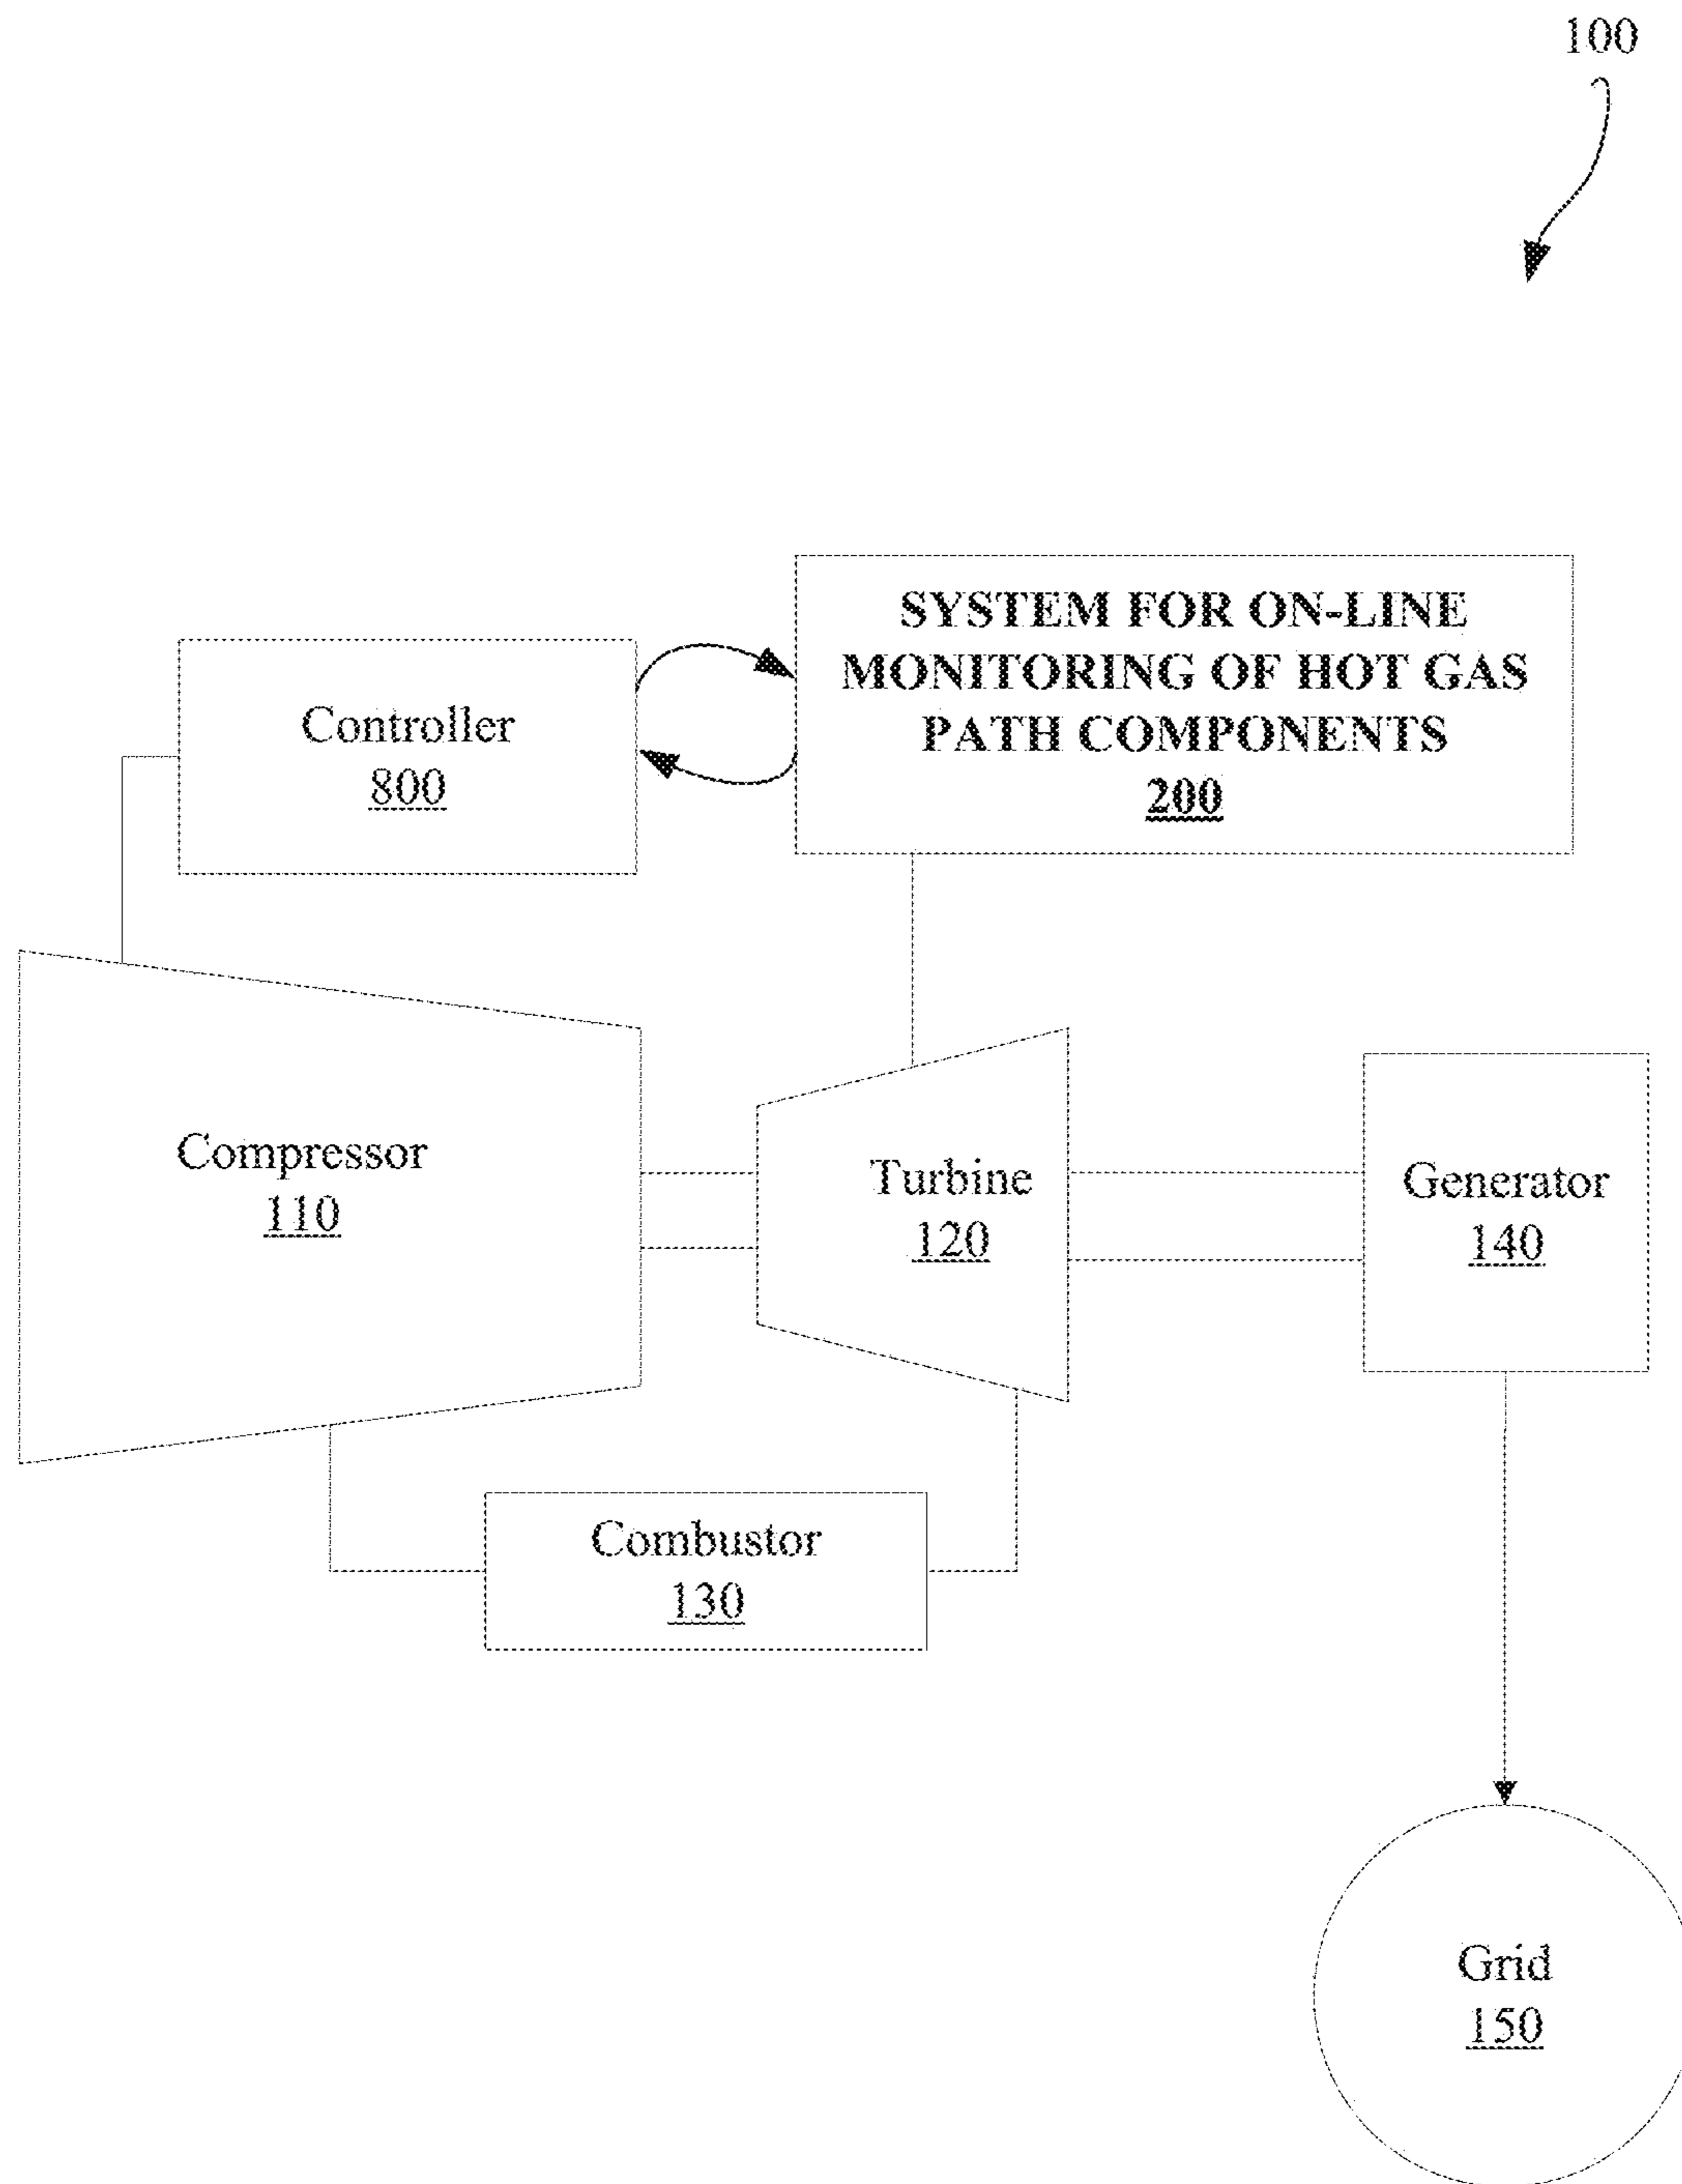 100
SYSTEM FOR ON-LINE
MONITORING OF HOT GAS
PATH COMPONENTS
200
Controller
800
Compressor
110
Turbine
120
Generator
140
Combustor
130
Grid
150